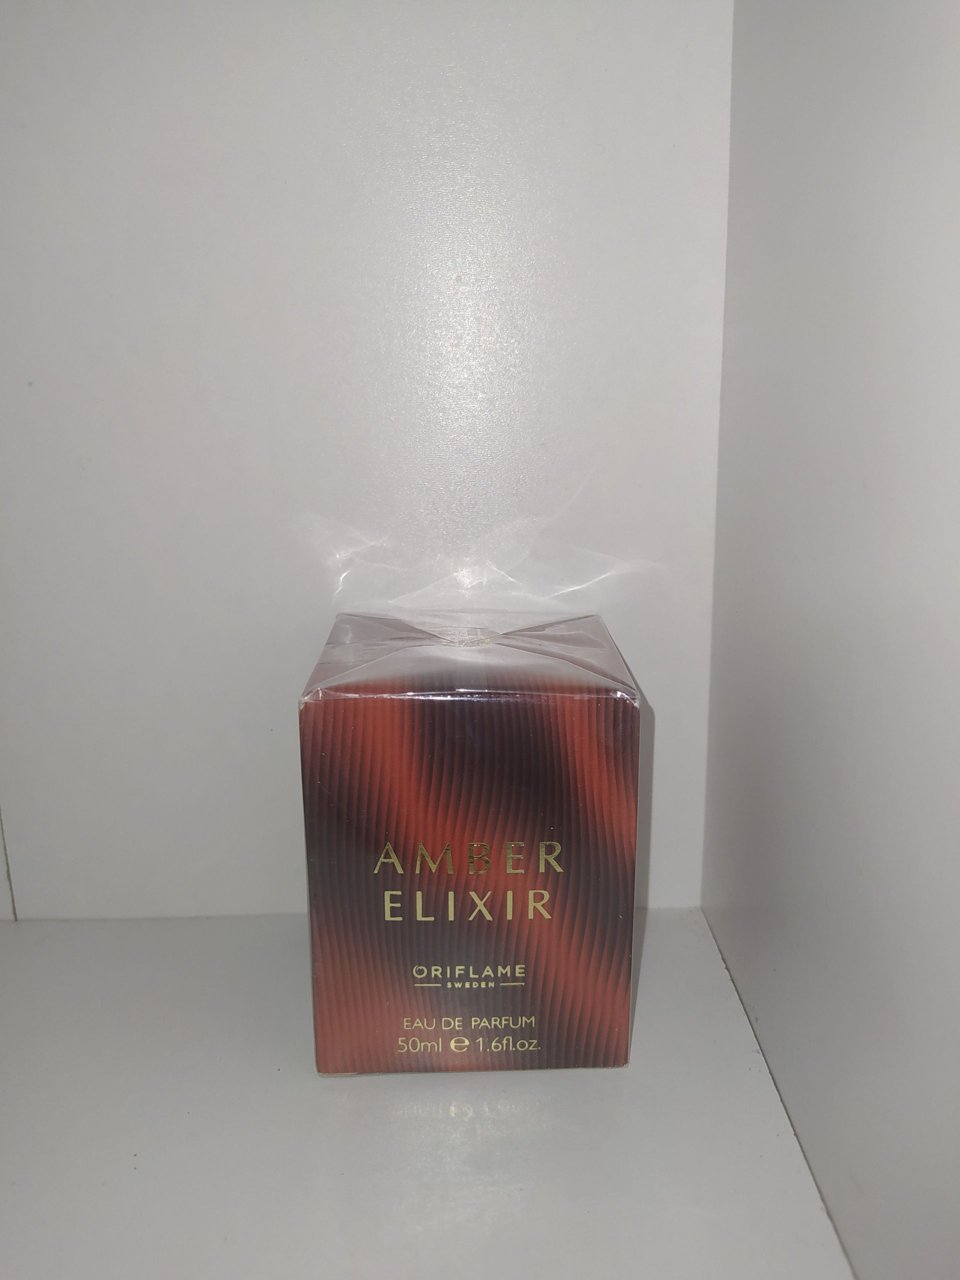 AMBER
ELIXIR
ORIFLAME
SWEDEN
EAU DE PARFUM
50ml ℮ 1.6fl.oz.